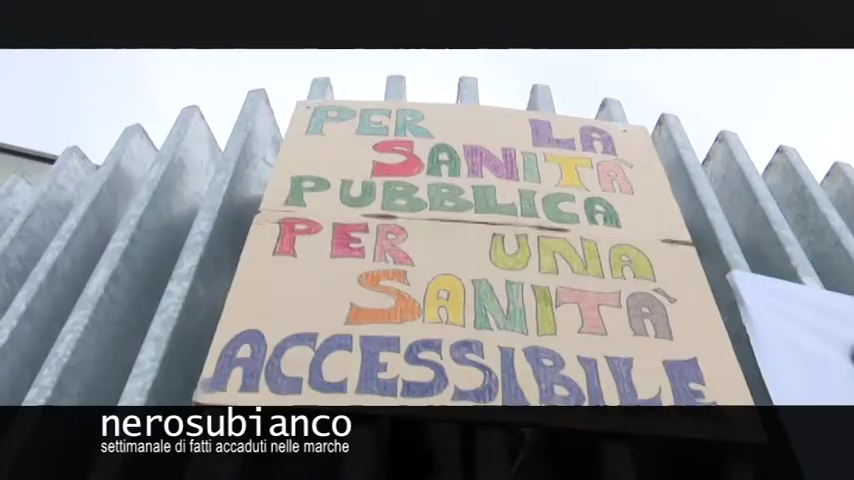 PER LA
SANITÀ
PUBBLICA
PER UNA
SANITÀ
ACCESSIBILE
nerosubianco
settimanale di fatti accaduti nelle marche